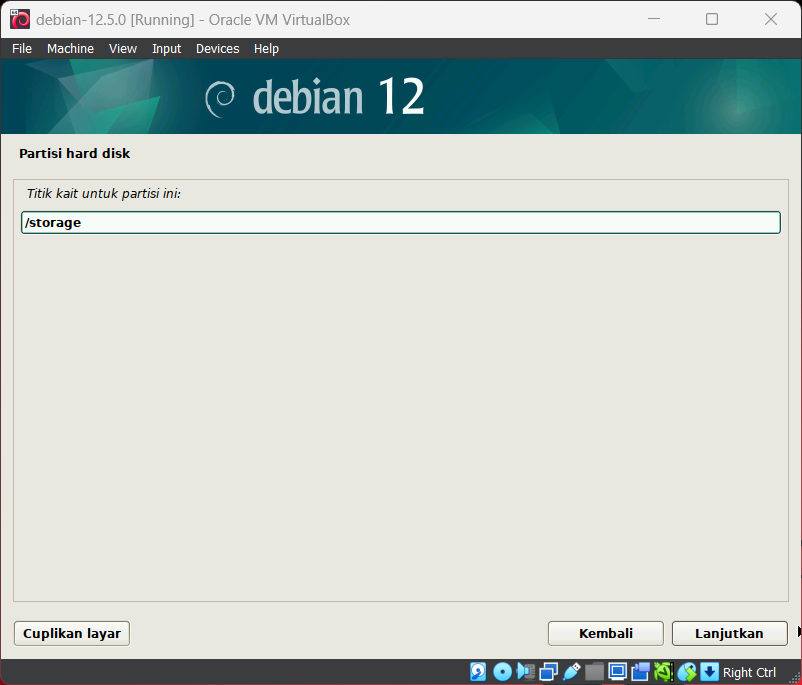 debian-12.5.0 [Running] - Oracle VM VirtualBox
File Machine View Input Devices Help
debian 12
Partisi hard disk
Titik kait untuk partisi ini:
/storage
Cuplikan layar Kembali Lanjutkan
Right Ctrl